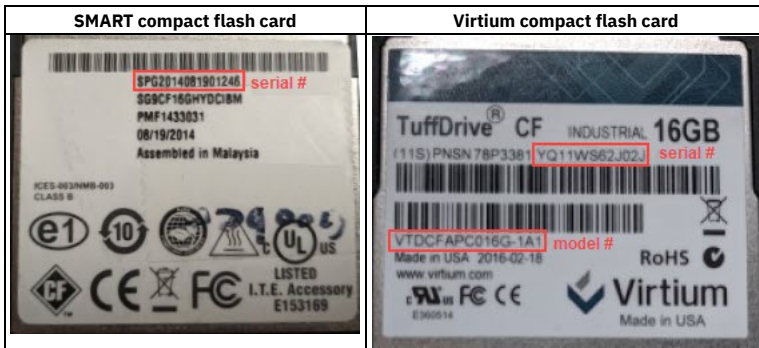 SMART compact flash card
Virtium compact flash card
SPG2014081901246 serial #
SG9CF16GHYDCIBM
PMF1433031
08/19/2014
Assembled in Malaysia
ICES-003/NMB-003
CLASS B
e1
10
C UL US
LISTED
I.T.E. Accessory
E153169
CF
CE
FC
TuffDrive® CF INDUSTRIAL 16GB
(11S)PNSN 78P3381 YQ11WS62J02J serial #
VTDCFAPC016G-1A1 model #
Made in USA 2016-02-18
www.virtium.com
RoHS
c us FC CE
E360514
Virtium
Made in USA